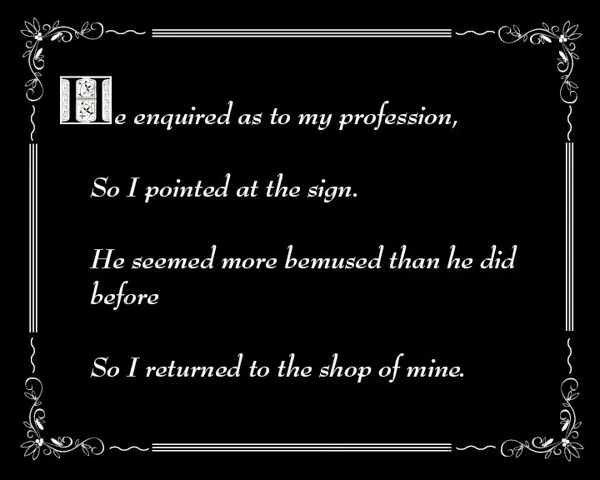 He enquired as to my profession,
So I pointed at the sign.
He seemed more bemused than he did
before
So I returned to the shop of mine.